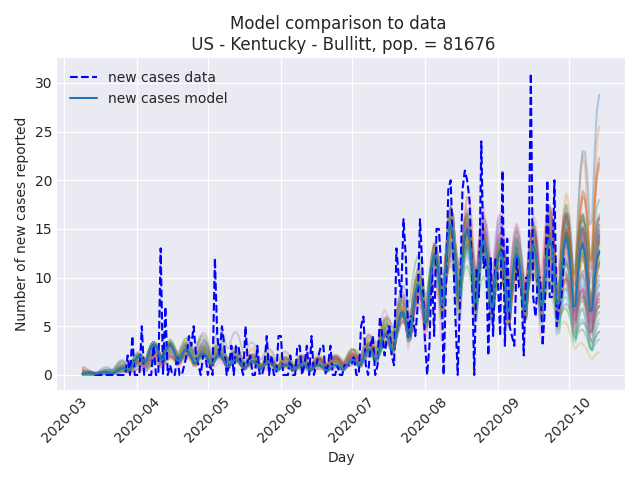 Model comparison to data
US - Kentucky - Bullitt, pop. = 81676
new cases data
new cases model
Number of new cases reported
30
25
20
15
10
5
0
2020-03
2020-04
2020-05
2020-06
2020-07
2020-08
2020-09
2020-10
Day